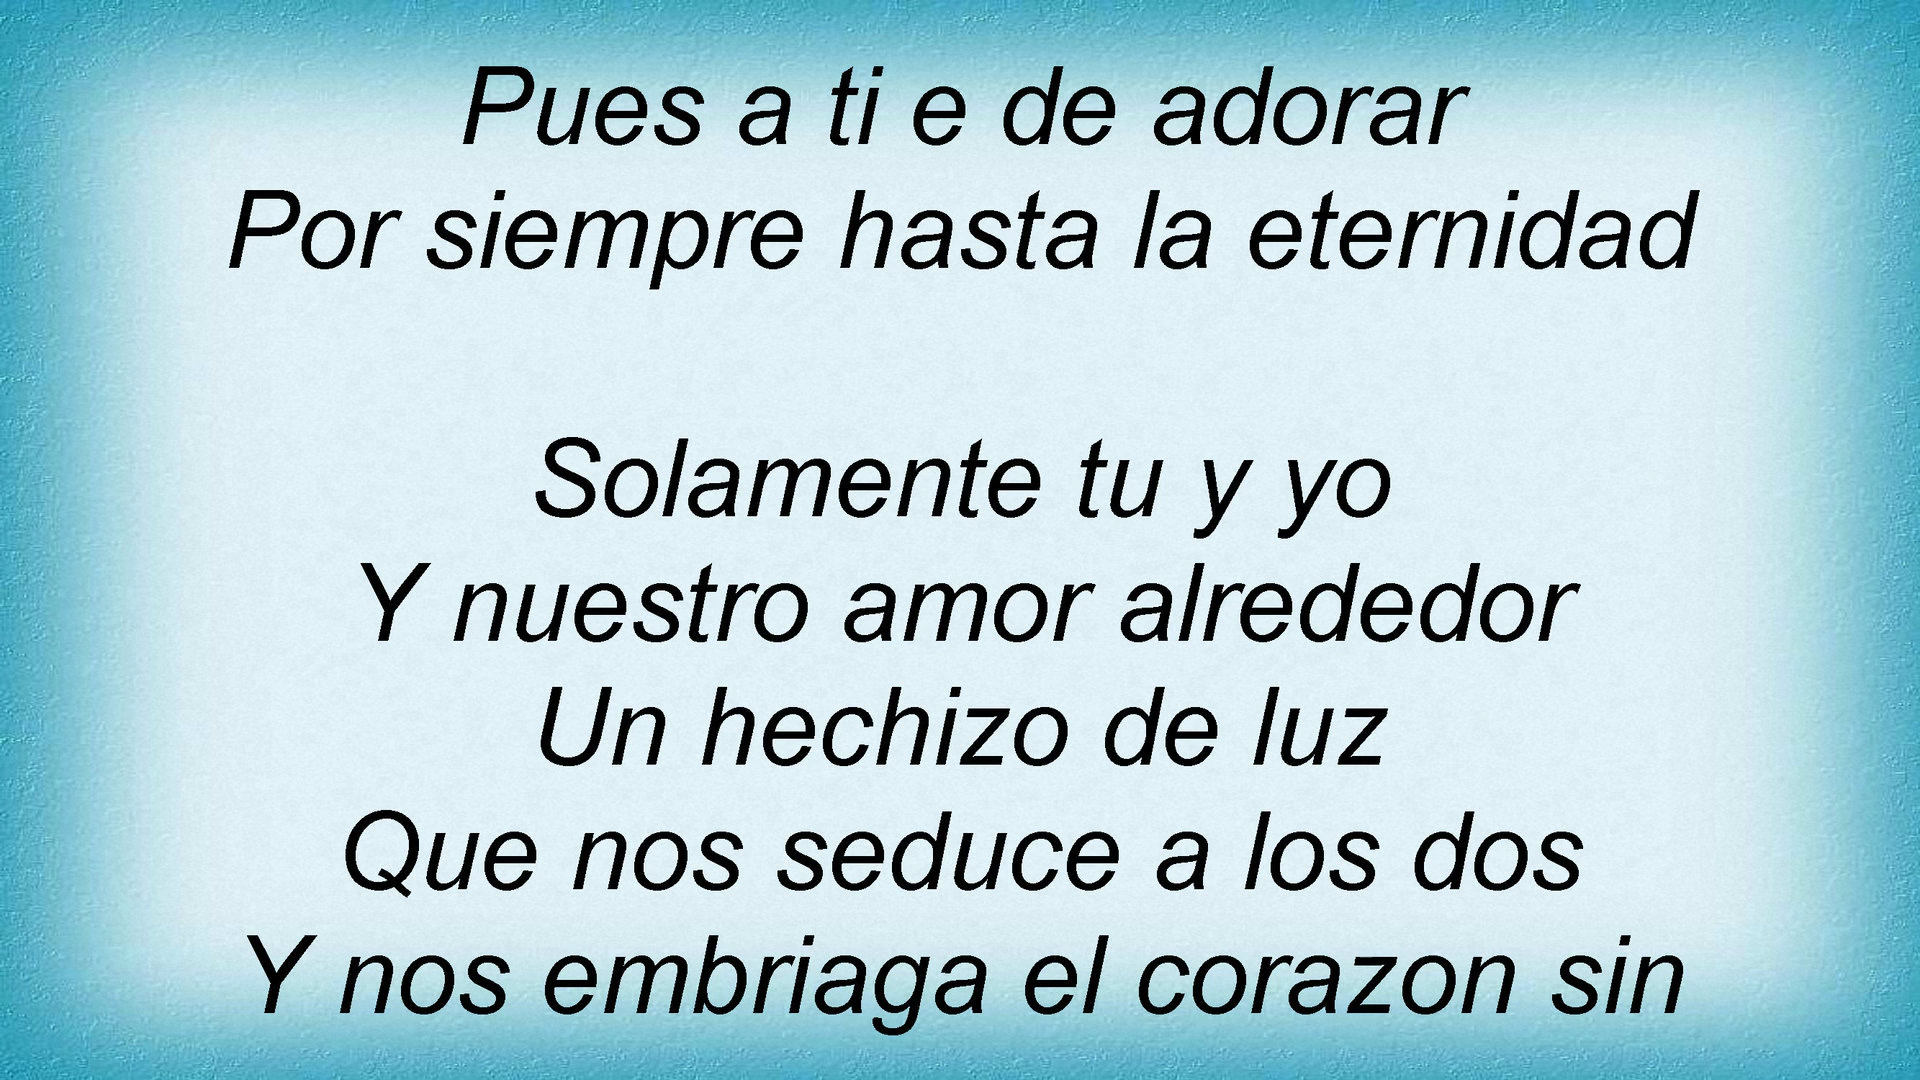 Pues a ti e de adorar
Por siempre hasta la eternidad
Solamente tu y yo
Y nuestro amor alrededor
Un hechizo de luz
Que nos seduce a los dos
Y nos embriaga el corazon sin